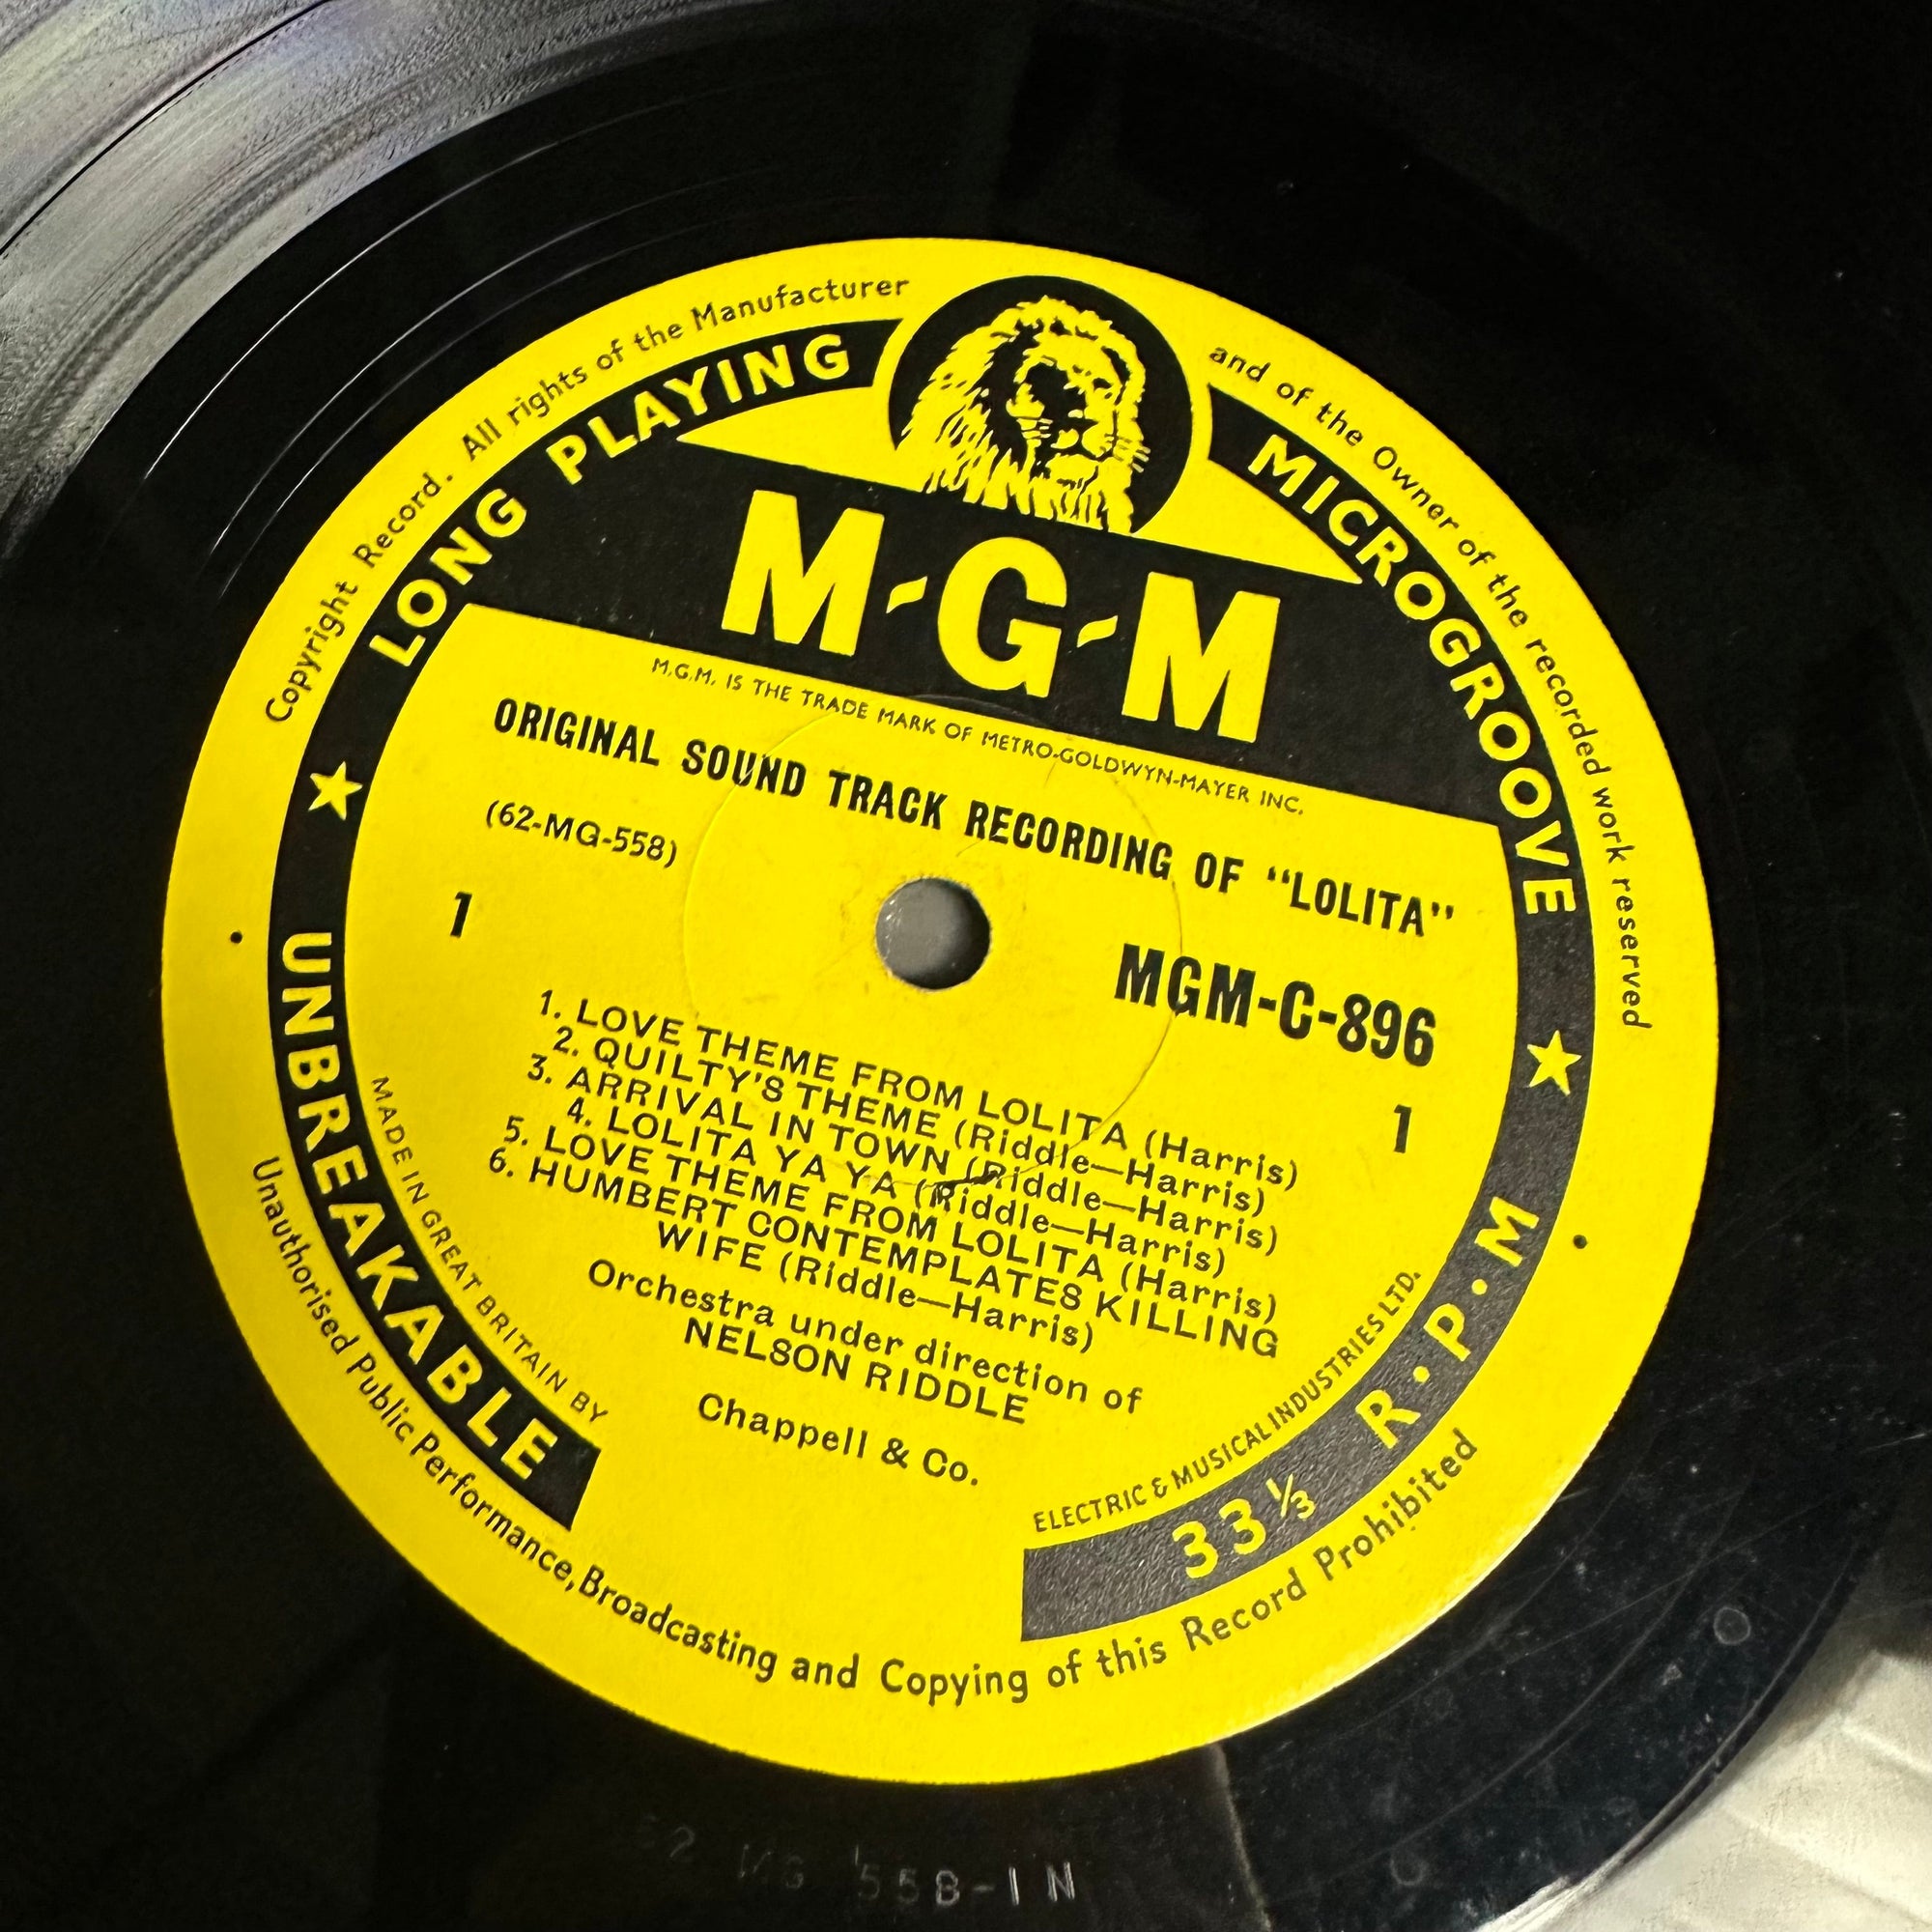 Copyright Record. All rights of the Manufacturer and of the Owner of the recorded work reserved
LONG PLAYING
MICROGROOVE
M-G-M
M.G.M. IS THE TRADE MARK OF METRO-GOLDWYN-MAYER INC.
ORIGINAL SOUND TRACK RECORDING OF "LOLITA"
(62-MG-558)
1
MGM-C-896
1
1. LOVE THEME FROM LOLITA (Harris)
2. QUILTY'S THEME (Riddle—Harris)
3. ARRIVAL IN TOWN (Riddle—Harris)
4. LOLITA YA YA (Riddle—Harris)
5. LOVE THEME FROM LOLITA (Harris)
6. HUMBERT CONTEMPLATES KILLING
WIFE (Riddle—Harris)
Orchestra under direction of
NELSON RIDDLE
Chappell & Co.
UNBREAKABLE
33⅓ R·P·M
MADE IN GREAT BRITAIN BY
ELECTRIC & MUSICAL INDUSTRIES LTD.
Unauthorised Public Performance, Broadcasting and Copying of this Record Prohibited
2 MG 558-1N